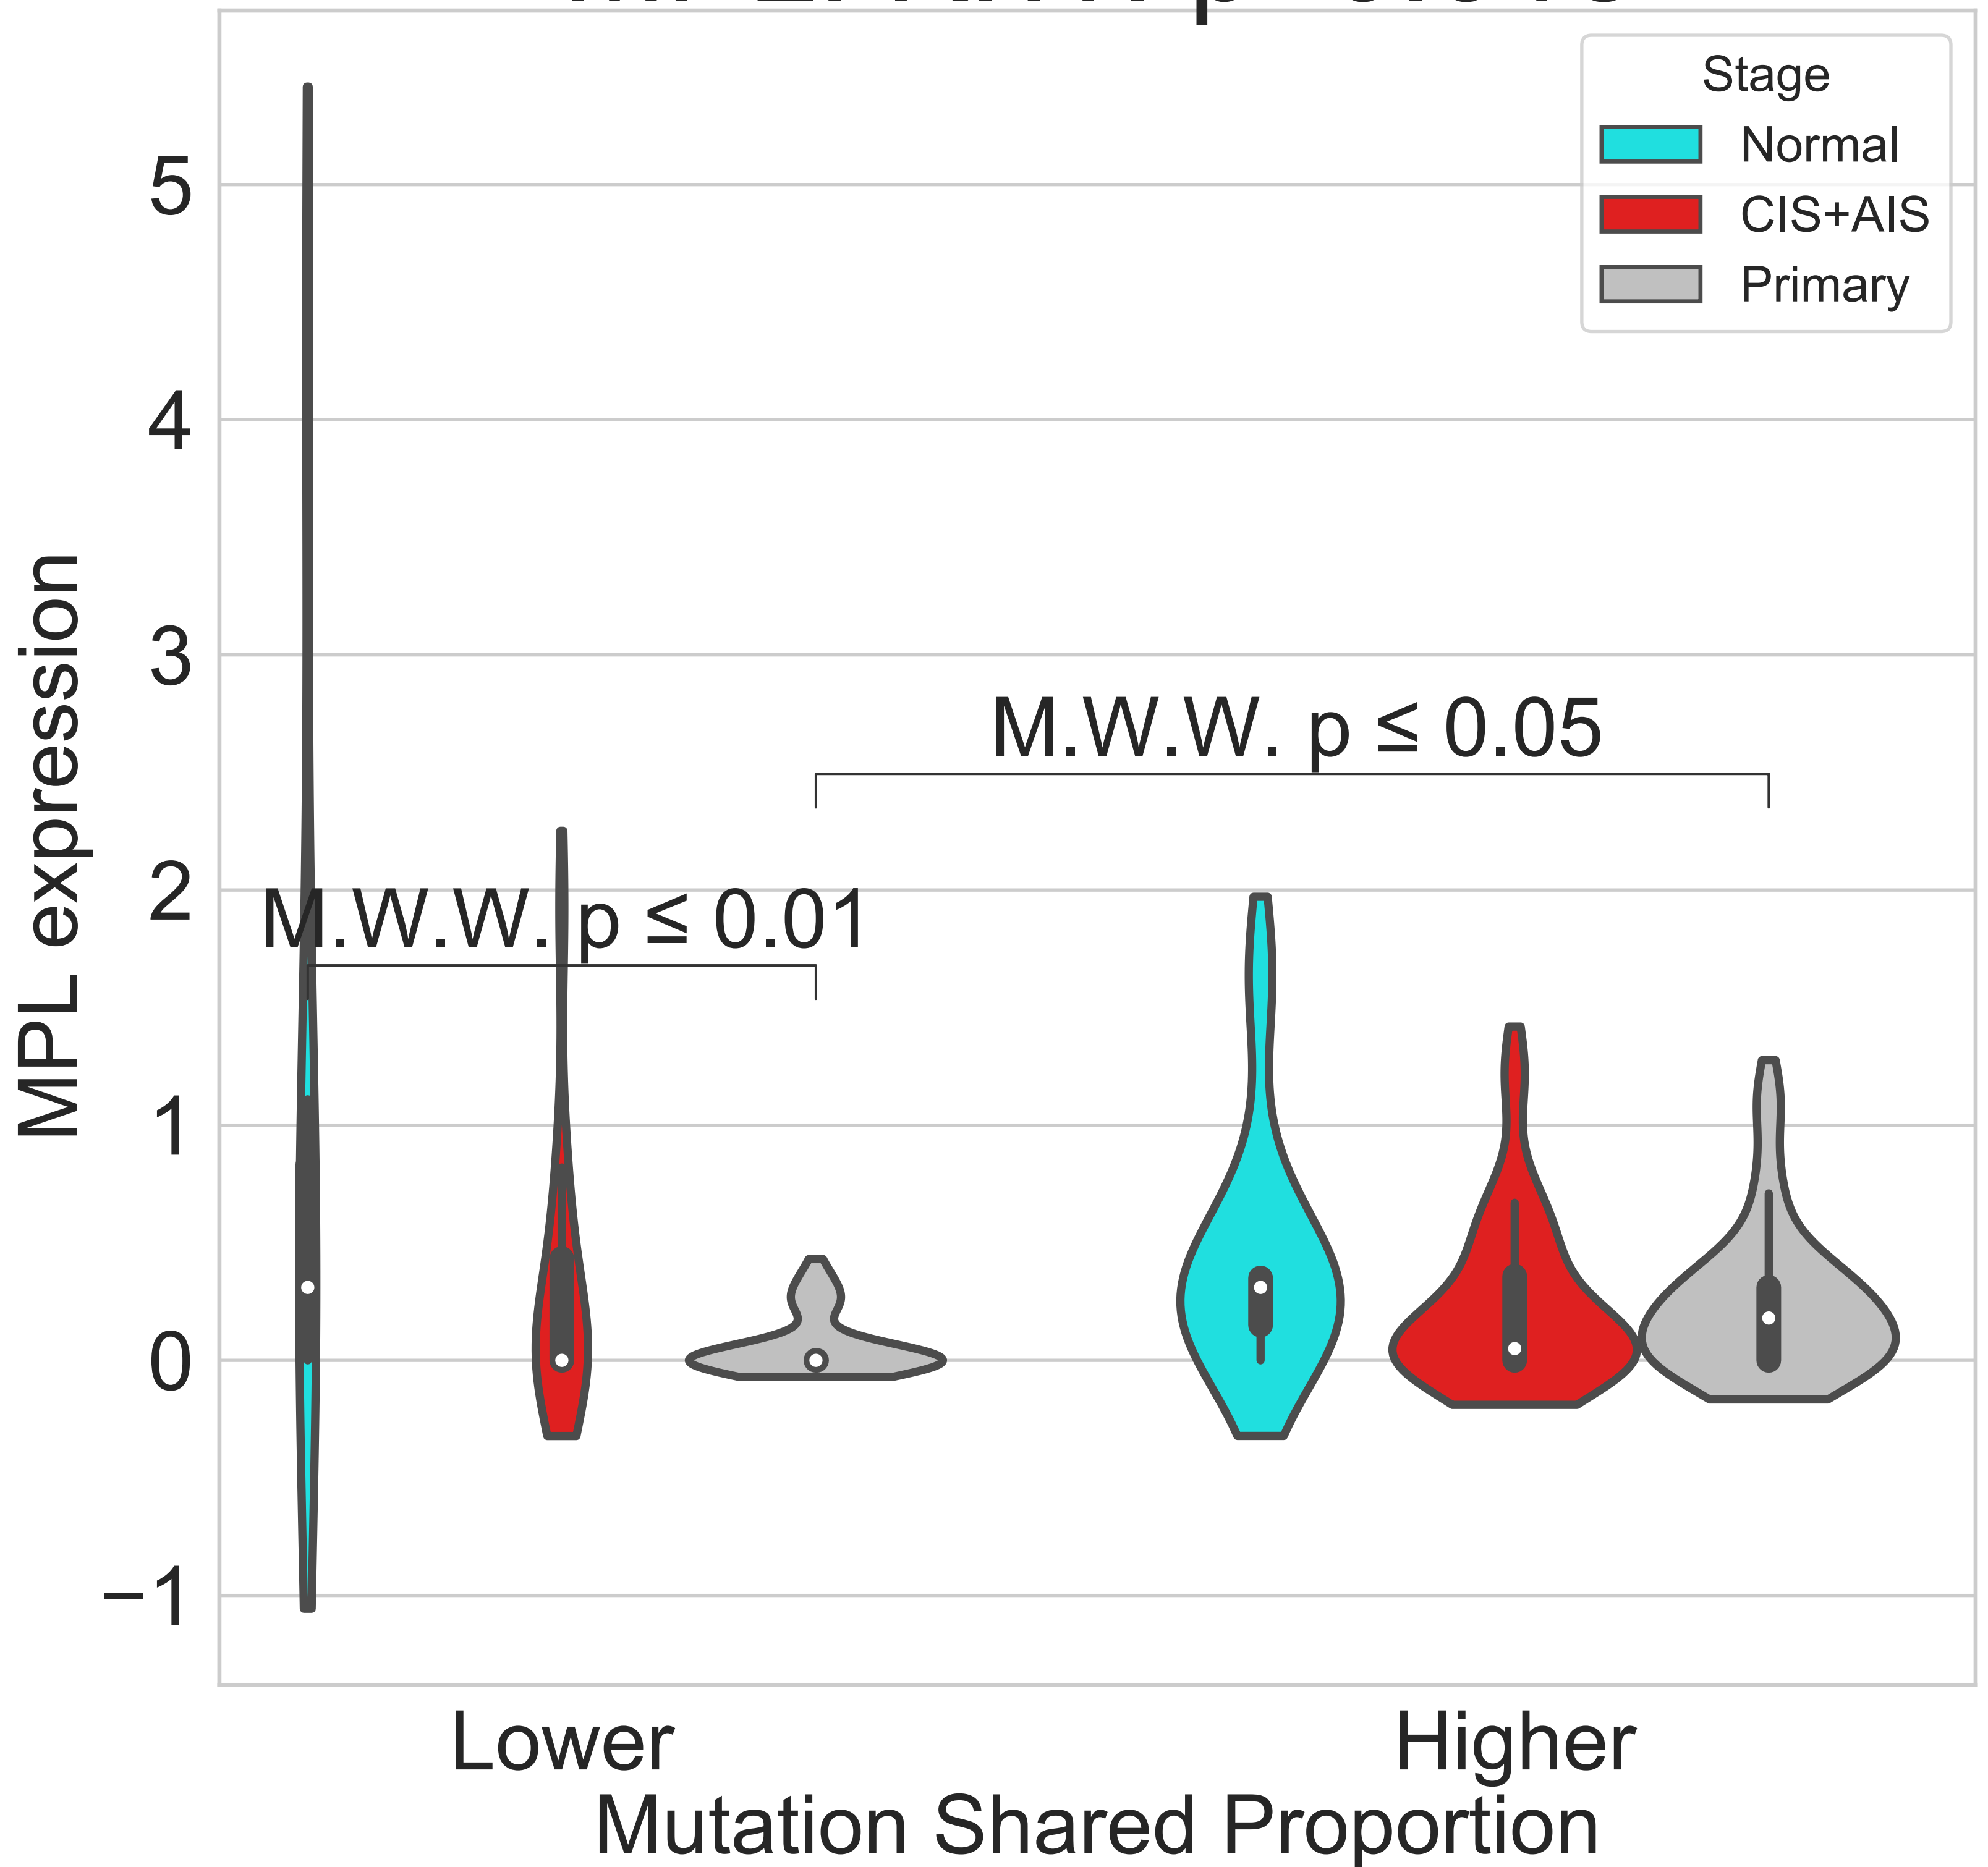 Stage
Normal
CIS+AIS
Primary
5
4
3
2
1
0
−1
MPL expression
M.W.W. p ≤ 0.05
M.W.W. p ≤ 0.01
Lower
Higher
Mutation Shared Proportion